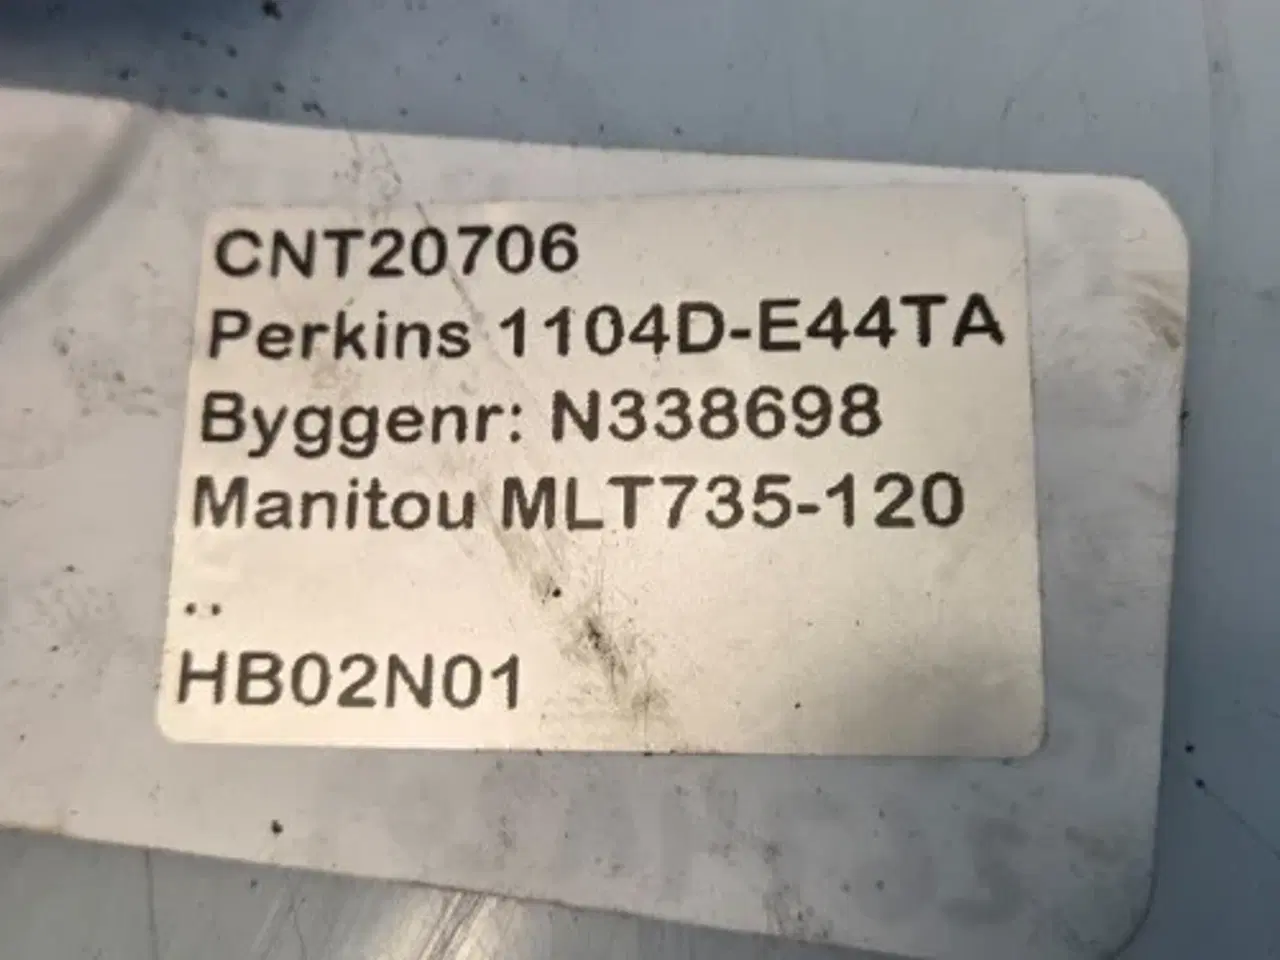 CNT20706
Perkins 1104D-E44TA
Byggenr: N338698
Manitou MLT735-120
..
HB02N01